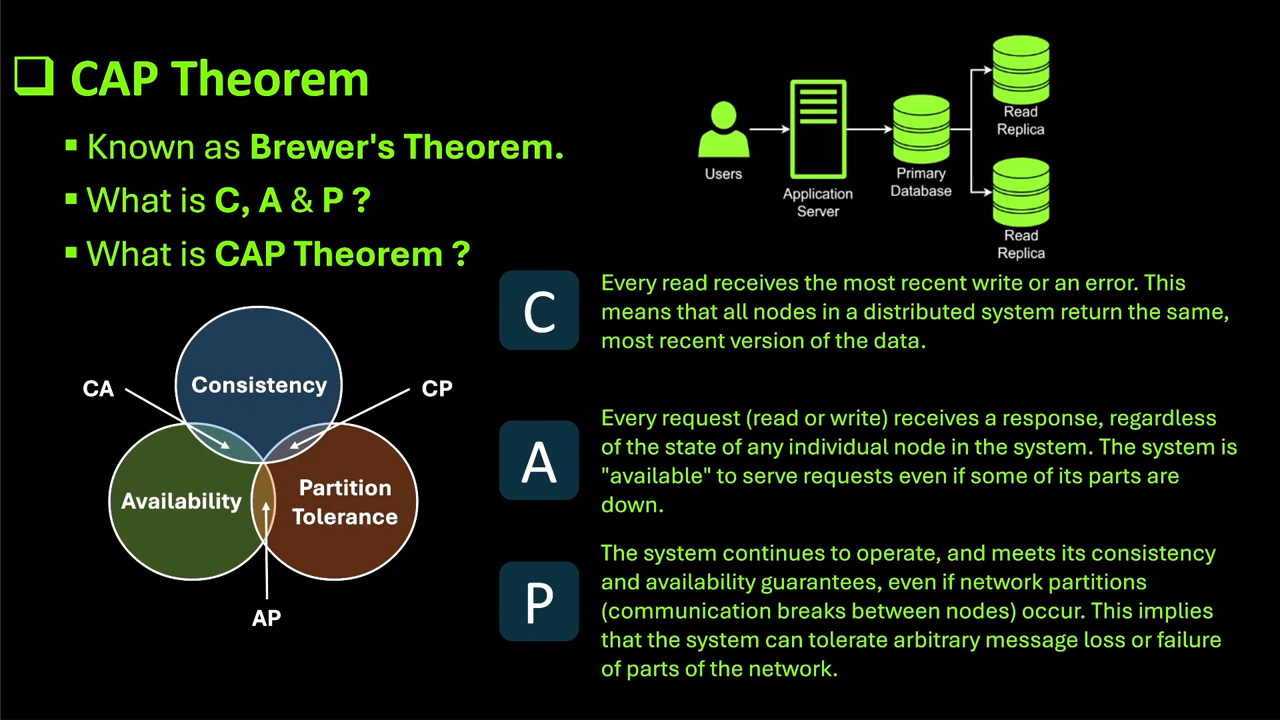 ❑ CAP Theorem
▪ Known as Brewer's Theorem.
▪ What is C, A & P ?
▪ What is CAP Theorem ?
Users
Application
Server
Primary
Database
Read
Replica
Read
Replica
Consistency
CA
CP
Availability
Partition
Tolerance
AP
C
Every read receives the most recent write or an error. This
means that all nodes in a distributed system return the same,
most recent version of the data.
A
Every request (read or write) receives a response, regardless
of the state of any individual node in the system. The system is
"available" to serve requests even if some of its parts are
down.
P
The system continues to operate, and meets its consistency
and availability guarantees, even if network partitions
(communication breaks between nodes) occur. This implies
that the system can tolerate arbitrary message loss or failure
of parts of the network.